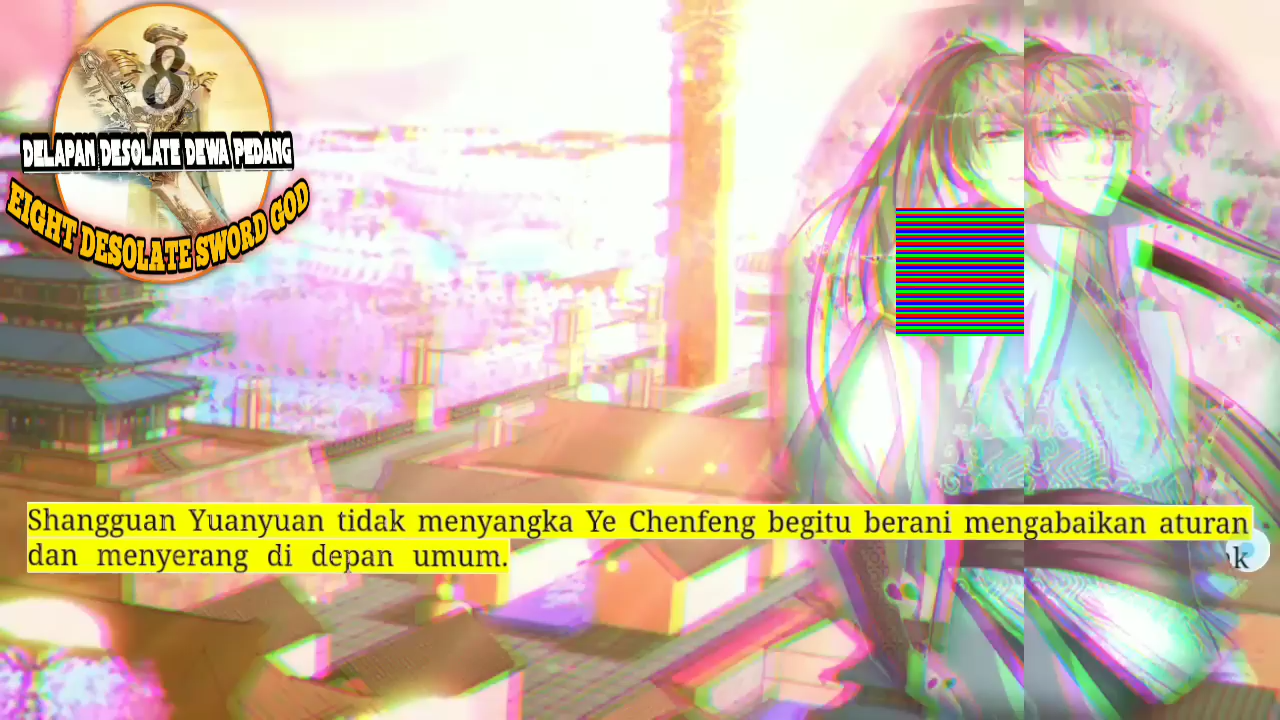 8
DELAPAN DESOLATE DEWA PEDANG
EIGHT DESOLATE SWORD GOD
Shangguan Yuanyuan tidak menyangka Ye Chenfeng begitu berani mengabaikan aturan
dan menyerang di depan umum.